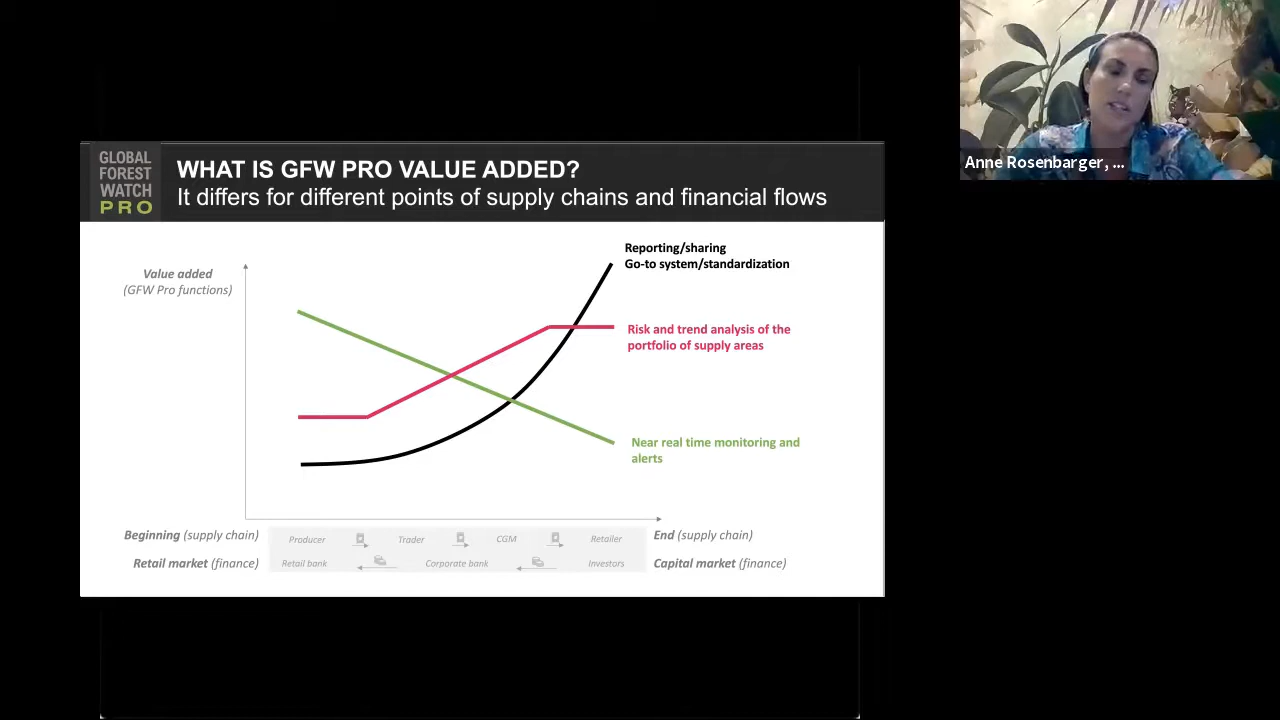 GLOBAL
FOREST
WATCH
PRO
WHAT IS GFW PRO VALUE ADDED?
It differs for different points of supply chains and financial flows
Anne Rosenbarger, ...
Value added
(GFW Pro functions)
Reporting/sharing
Go-to system/standardization
Risk and trend analysis of the
portfolio of supply areas
Near real time monitoring and
alerts
Beginning (supply chain)
Producer
Trader
CGM
Retailer
End (supply chain)
Retail market (finance)
Retail bank
Corporate bank
Investors
Capital market (finance)